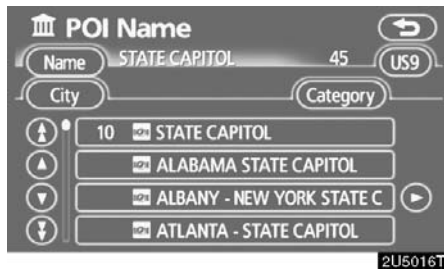 POI Name
Name STATE CAPITOL 45 US9
City Category
10 STATE CAPITOL
ALABAMA STATE CAPITOL
ALBANY - NEW YORK STATE C
ATLANTA - STATE CAPITOL
2U5016T